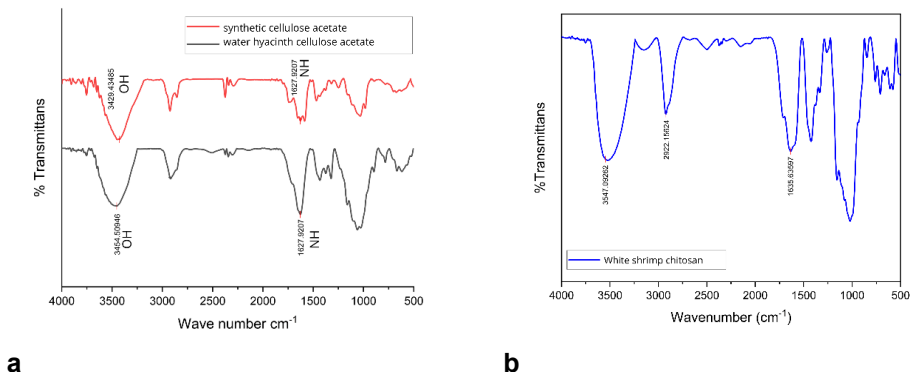 synthetic cellulose acetate
water hyacinth cellulose acetate
% Transmittans
3429.43485
OH
1627.9207
NH
3454.50946
OH
1627.9207
NH
4000 3500 3000 2500 2000 1500 1000 500
Wave number cm-1
a
%Transmittans
3547.09262
2922.15624
1635.63597
White shrimp chitosan
4000 3500 3000 2500 2000 1500 1000 500
Wavenumber (cm-1)
b